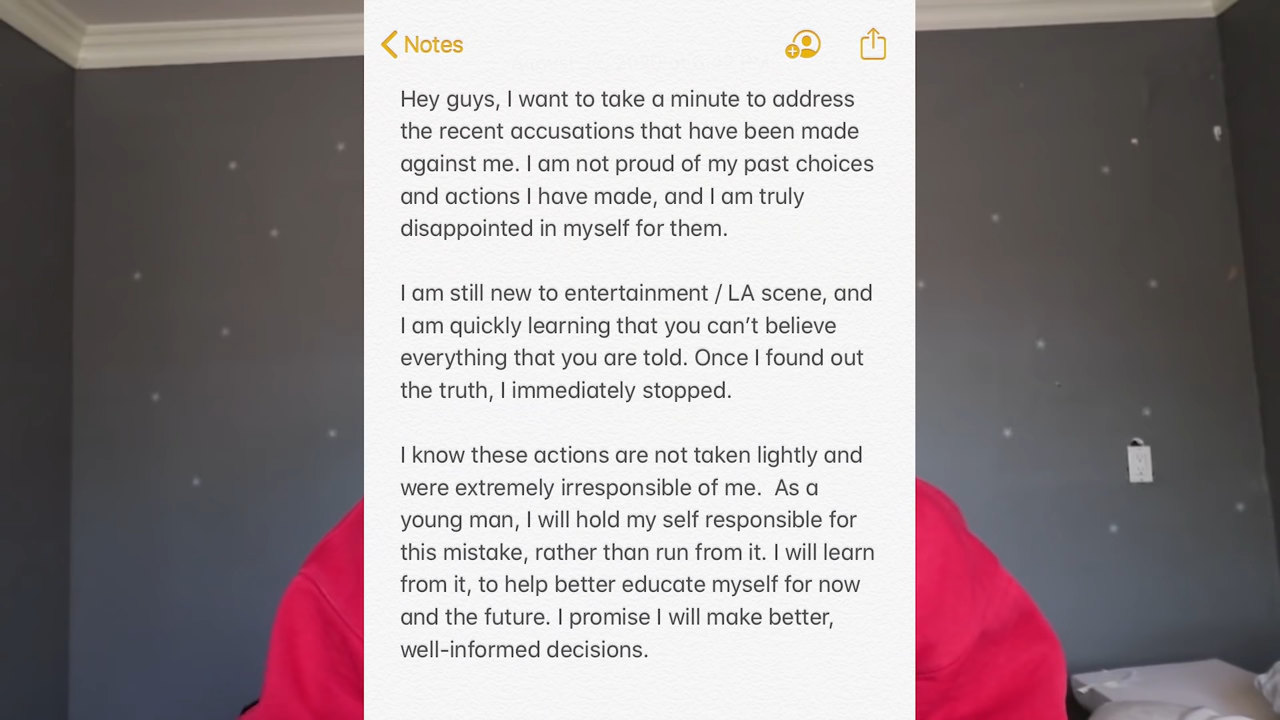 Notes
Hey guys, I want to take a minute to address
the recent accusations that have been made
against me. I am not proud of my past choices
and actions I have made, and I am truly
disappointed in myself for them.
I am still new to entertainment / LA scene, and
I am quickly learning that you can’t believe
everything that you are told. Once I found out
the truth, I immediately stopped.
I know these actions are not taken lightly and
were extremely irresponsible of me.  As a
young man, I will hold my self responsible for
this mistake, rather than run from it. I will learn
from it, to help better educate myself for now
and the future. I promise I will make better,
well-informed decisions.